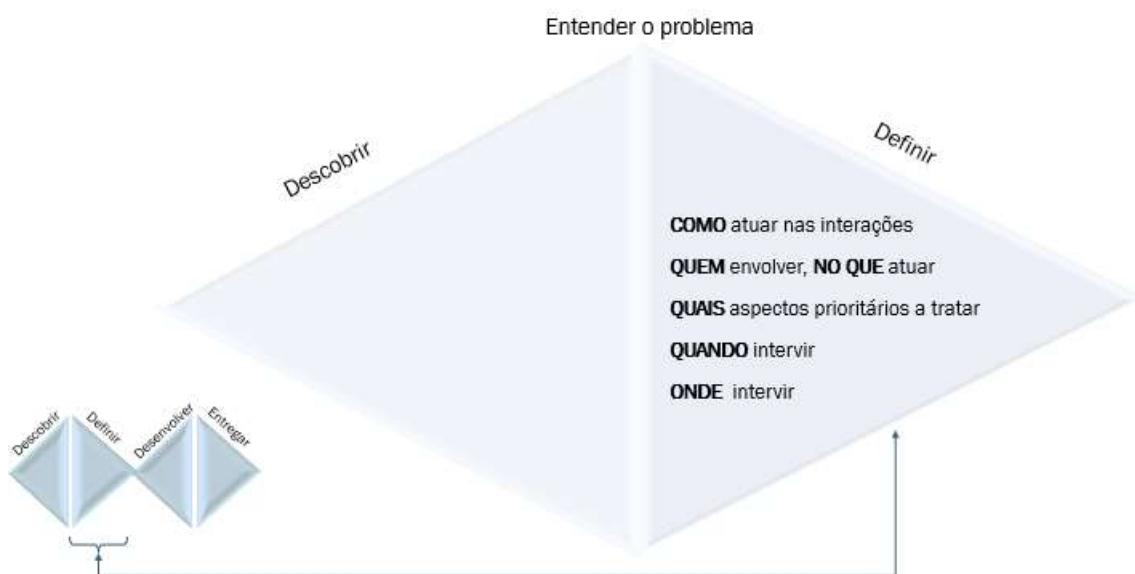 Entender o problema
Descobrir
Definir
COMO atuar nas interações
QUEM envolver, NO QUE atuar
QUAIS aspectos prioritários a tratar
QUANDO intervir
ONDE intervir
Descobrir
Definir
Desenvolver
Entregar